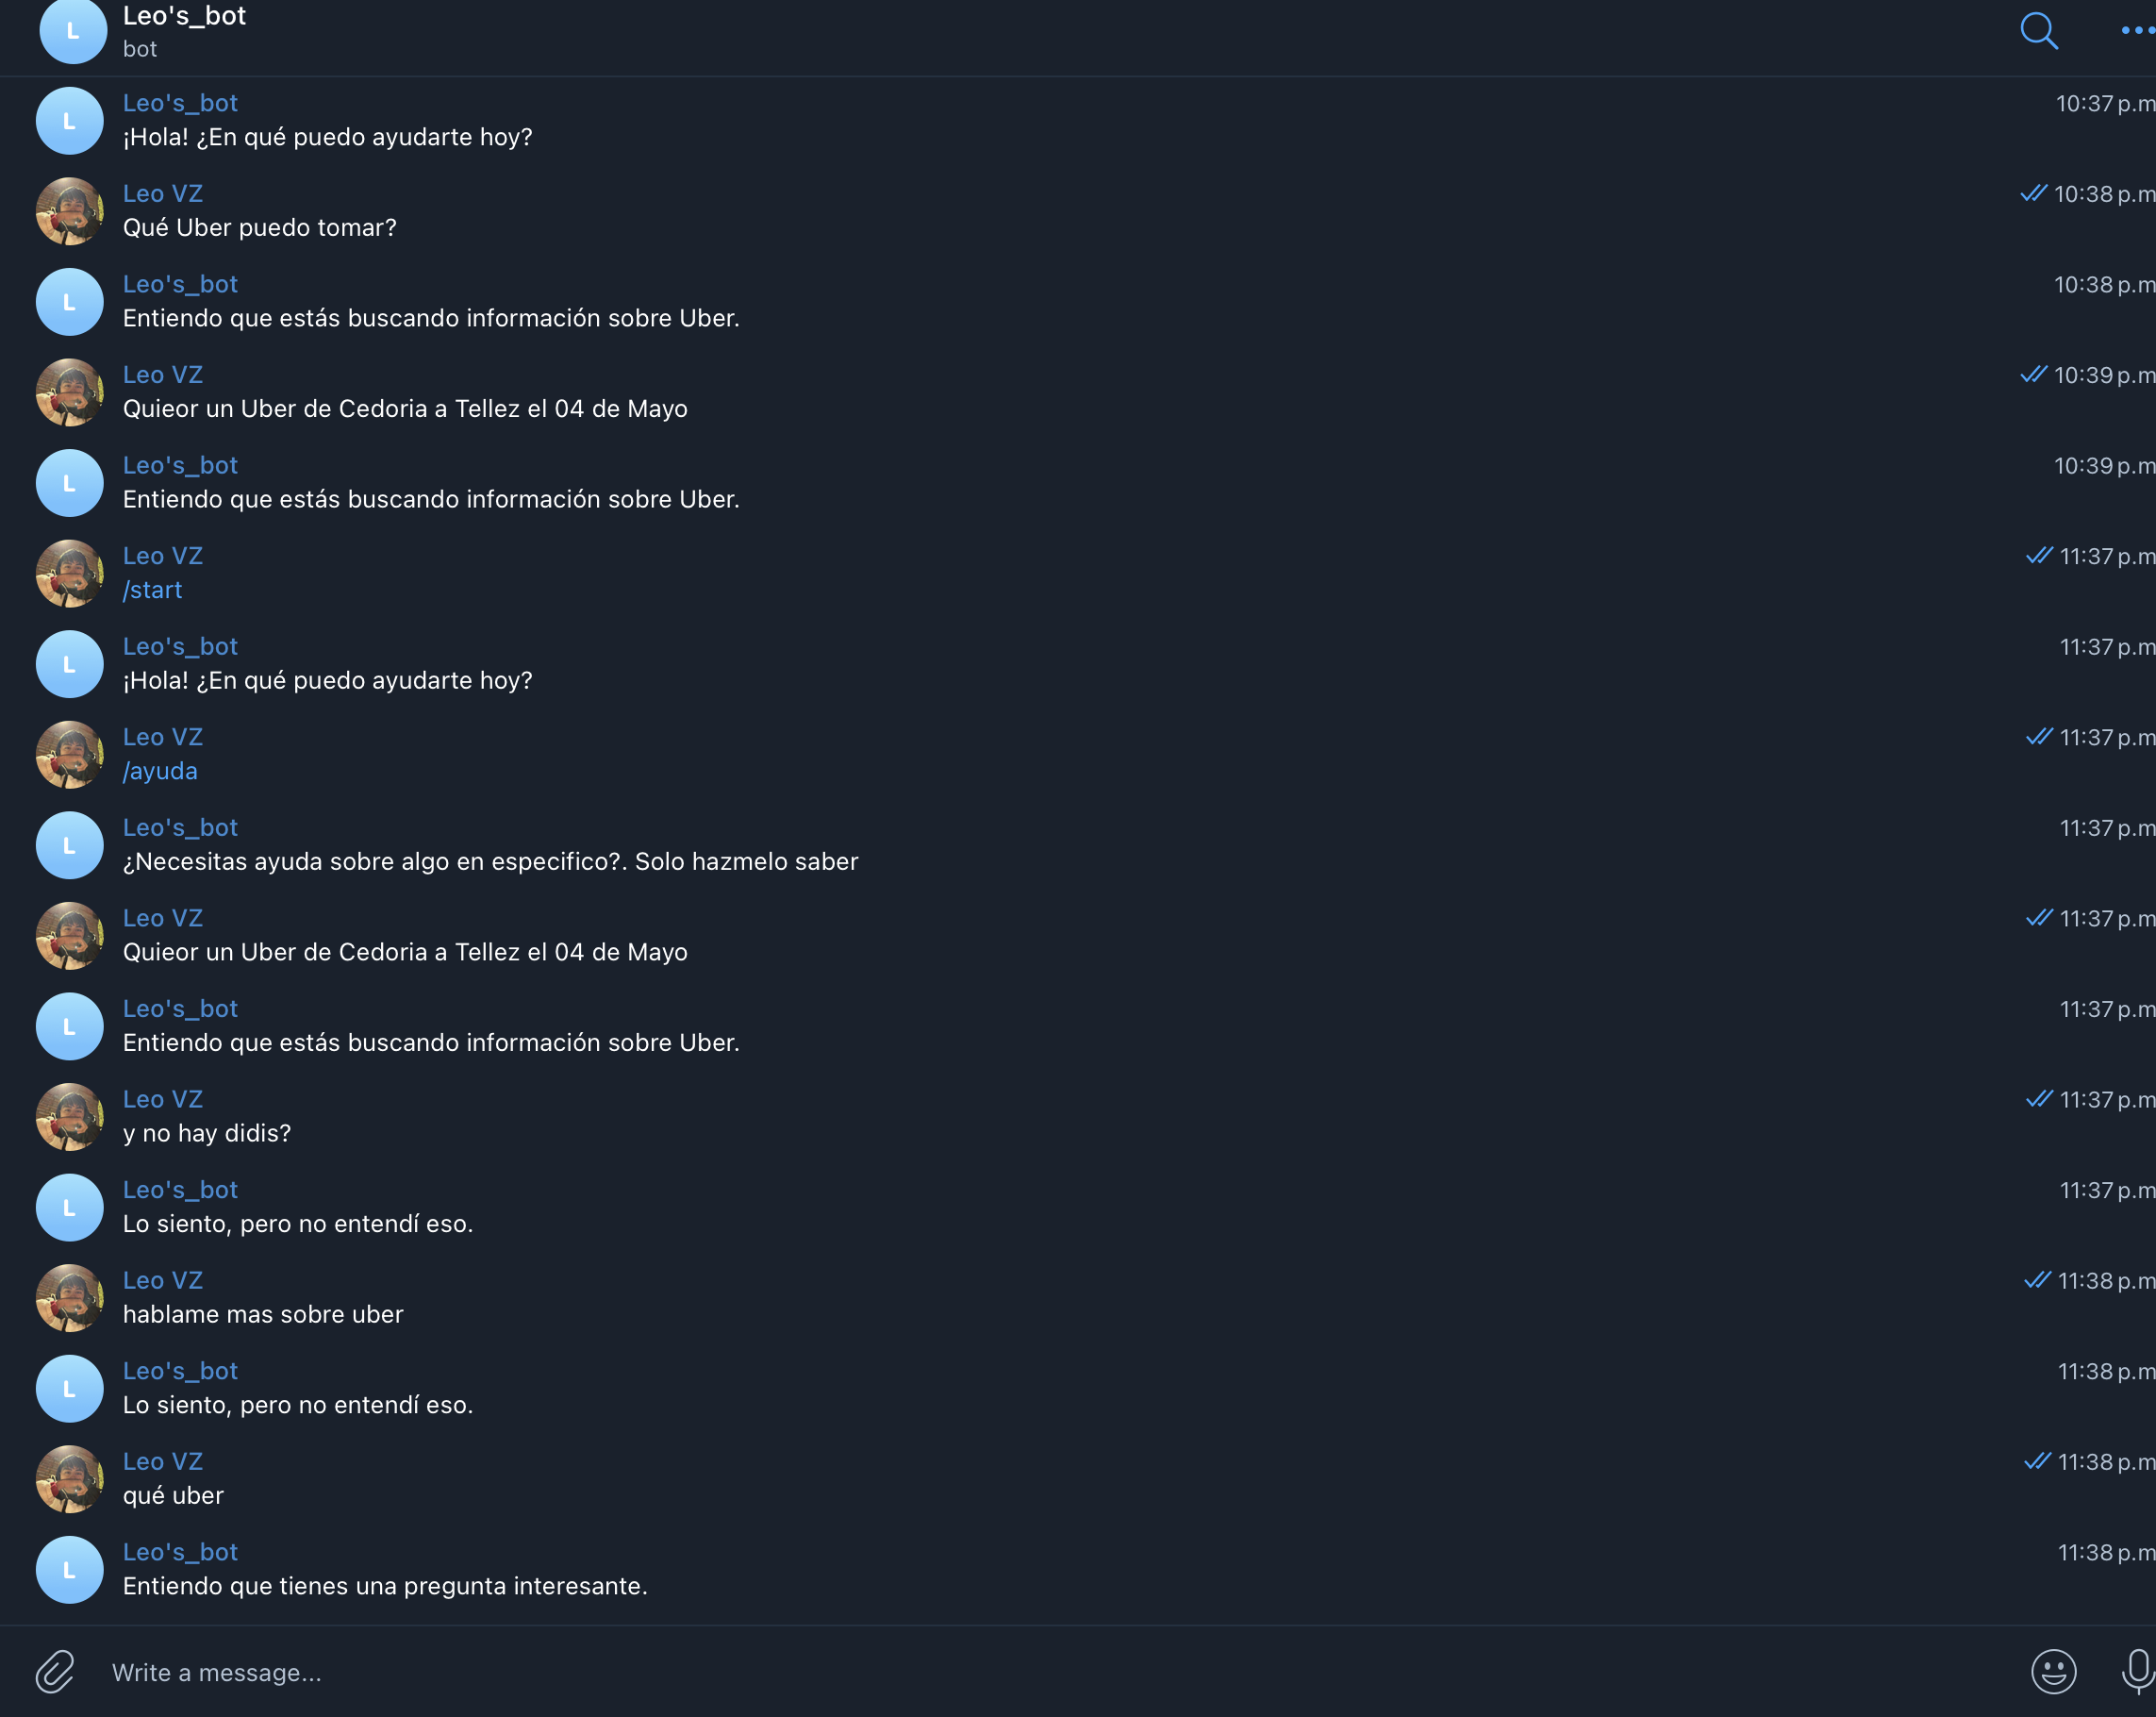 L
Leo's_bot
bot
L
Leo's_bot
10:37 p.m
¡Hola! ¿En qué puedo ayudarte hoy?
Leo VZ
10:38 p.m
Qué Uber puedo tomar?
L
Leo's_bot
10:38 p.m
Entiendo que estás buscando información sobre Uber.
Leo VZ
10:39 p.m
Quieor un Uber de Cedoria a Tellez el 04 de Mayo
L
Leo's_bot
10:39 p.m
Entiendo que estás buscando información sobre Uber.
Leo VZ
11:37 p.m
/start
L
Leo's_bot
11:37 p.m
¡Hola! ¿En qué puedo ayudarte hoy?
Leo VZ
11:37 p.m
/ayuda
L
Leo's_bot
11:37 p.m
¿Necesitas ayuda sobre algo en especifico?. Solo hazmelo saber
Leo VZ
11:37 p.m
Quieor un Uber de Cedoria a Tellez el 04 de Mayo
L
Leo's_bot
11:37 p.m
Entiendo que estás buscando información sobre Uber.
Leo VZ
11:37 p.m
y no hay didis?
L
Leo's_bot
11:37 p.m
Lo siento, pero no entendí eso.
Leo VZ
11:38 p.m
hablame mas sobre uber
L
Leo's_bot
11:38 p.m
Lo siento, pero no entendí eso.
Leo VZ
11:38 p.m
qué uber
L
Leo's_bot
11:38 p.m
Entiendo que tienes una pregunta interesante.
Write a message...